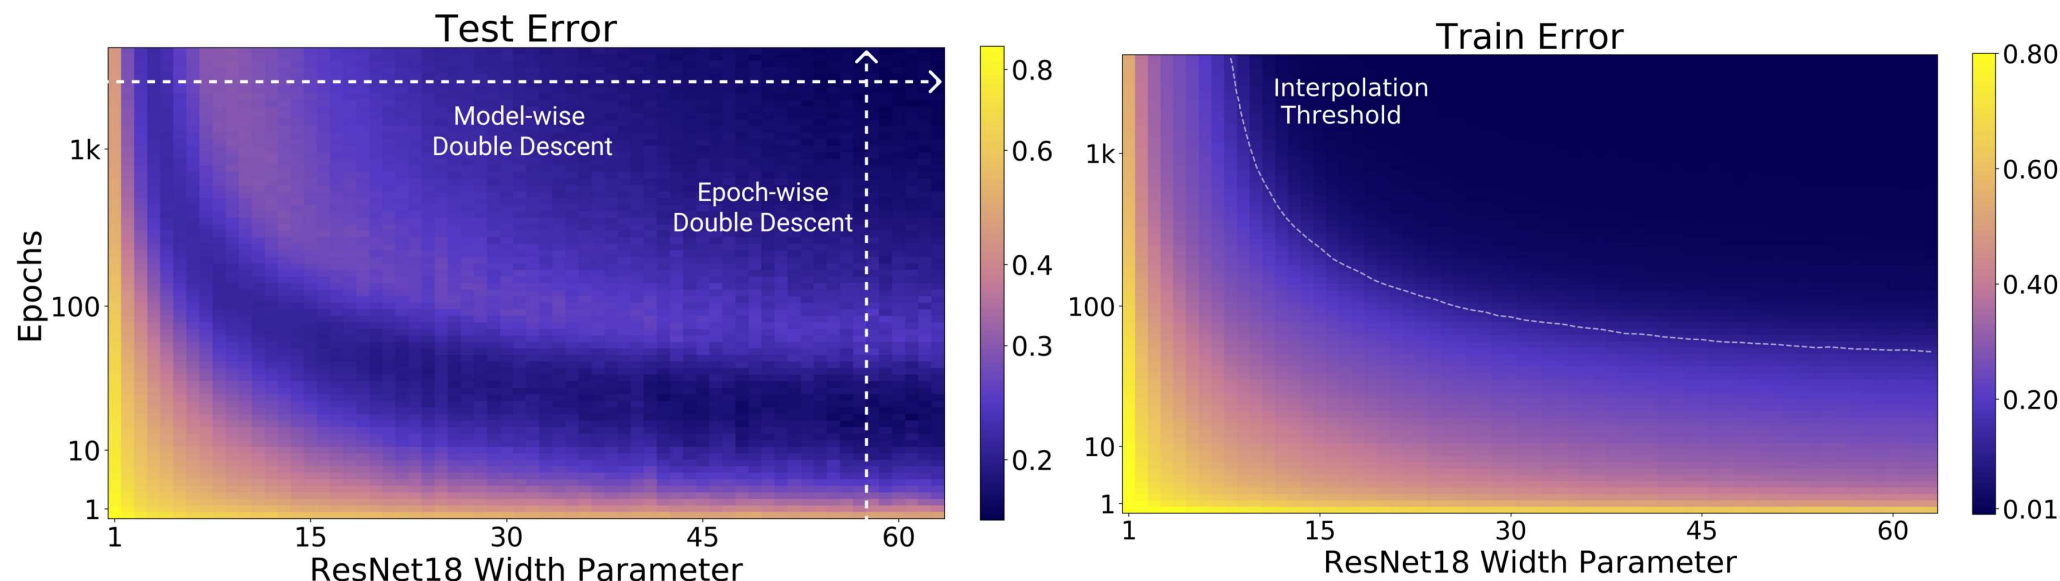 Test Error
Model-wise
Double Descent
Epoch-wise
Double Descent
Epochs
1k
100
10
1
1
15
30
45
60
ResNet18 Width Parameter
0.8
0.6
0.4
0.3
0.2
Train Error
Interpolation
Threshold
1k
100
10
1
1
15
30
45
60
ResNet18 Width Parameter
0.80
0.60
0.40
0.20
0.01